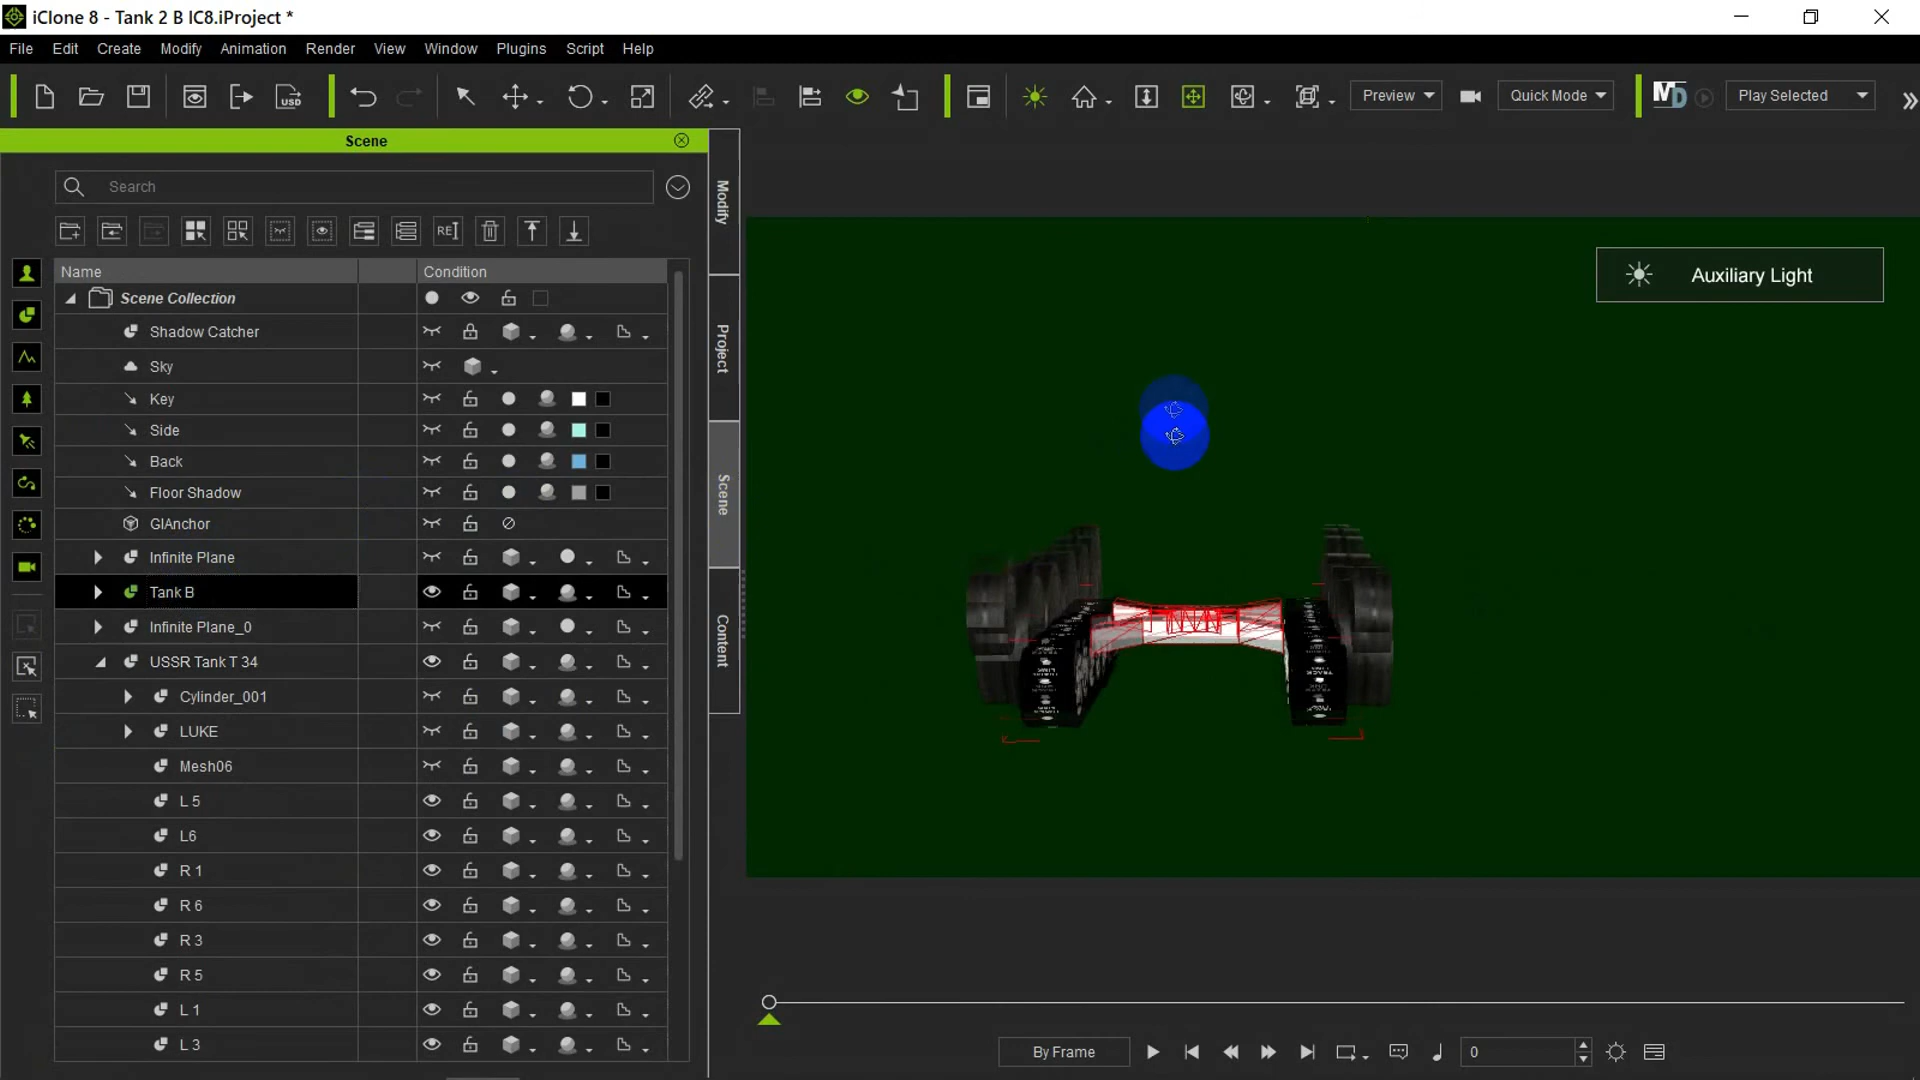 iClone 8 - Tank 2 B IC8.iProject *
File Edit Create Modify Animation Render View Window Plugins Script Help
USD
Preview
Quick Mode
MD
Play Selected
Scene
Search
REI
Name
Condition
Scene Collection
Shadow Catcher
Sky
Key
Side
Back
Floor Shadow
GIAnchor
Infinite Plane
Tank B
Infinite Plane_0
USSR Tank T 34
Cylinder_001
LUKE
Mesh06
L 5
L6
R 1
R 6
R 3
R 5
L 1
L 3
Modify
Project
Scene
Content
Auxiliary Light
By Frame
0